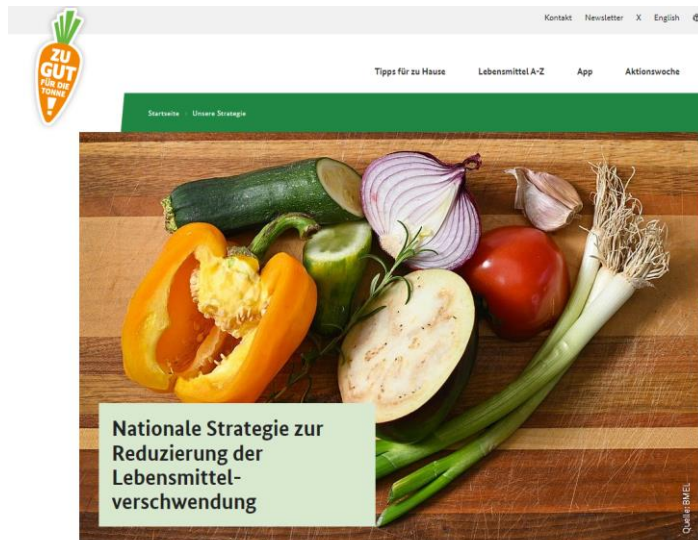 Kontakt Newsletter X English
ZU
GUT
FÜR DIE
TONNE
!
Tipps für zu Hause Lebensmittel A-Z App Aktionswoche
Startseite : Unsere Strategie
Nationale Strategie zur
Reduzierung der
Lebensmittel-
verschwendung
Quelle: BMEL